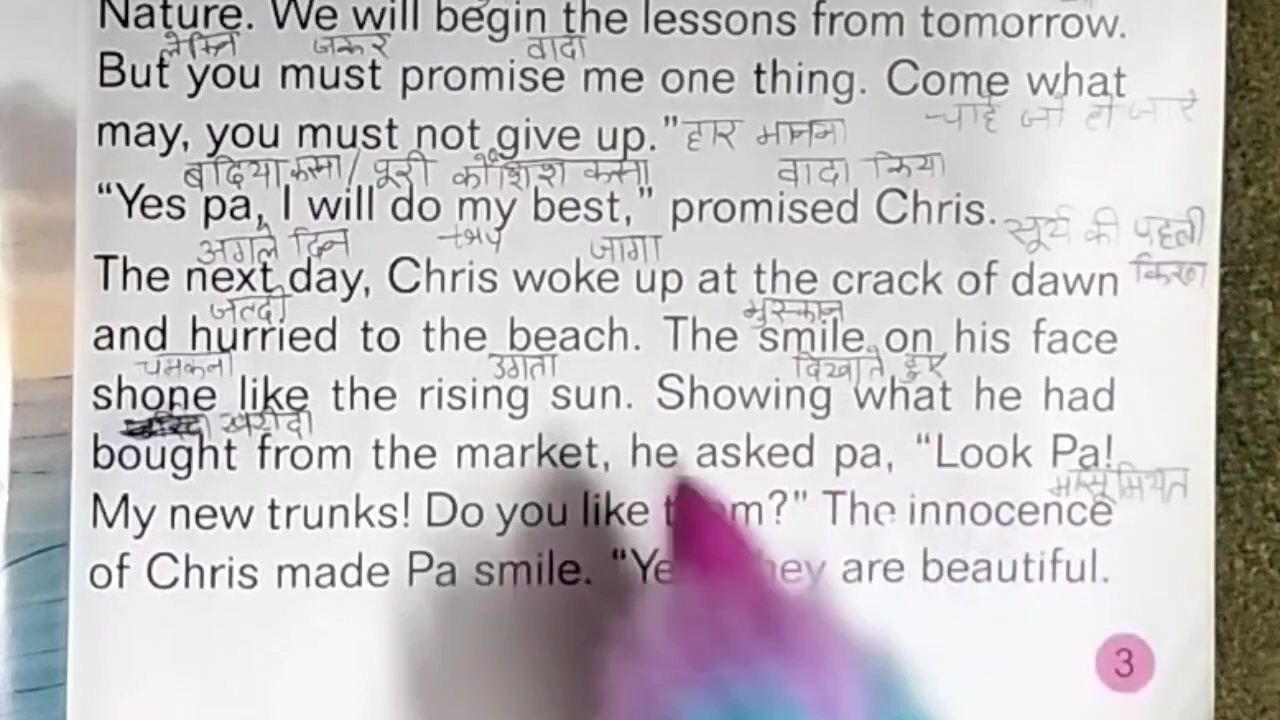 Nature. We will begin the lessons from tomorrow.
लेकिन जरूर वादा
But you must promise me one thing. Come what
चाहे जो हो जाये
may, you must not give up." हार मानना
बढ़िया करना / पूरी कोशिश करना वादा किया
"Yes pa, I will do my best," promised Chris.
सूर्य की पहली
अगले दिन जागा
The next day, Chris woke up at the crack of dawn किरण
जल्दी मुस्कान
and hurried to the beach. The smile on his face
चमकना उगता दिखाते हुए
shone like the rising sun. Showing what he had
खरीदा
bought from the market, he asked pa, "Look Pa!
मासूमियत
My new trunks! Do you like them?" The innocence
of Chris made Pa smile. "Yes they are beautiful.
3